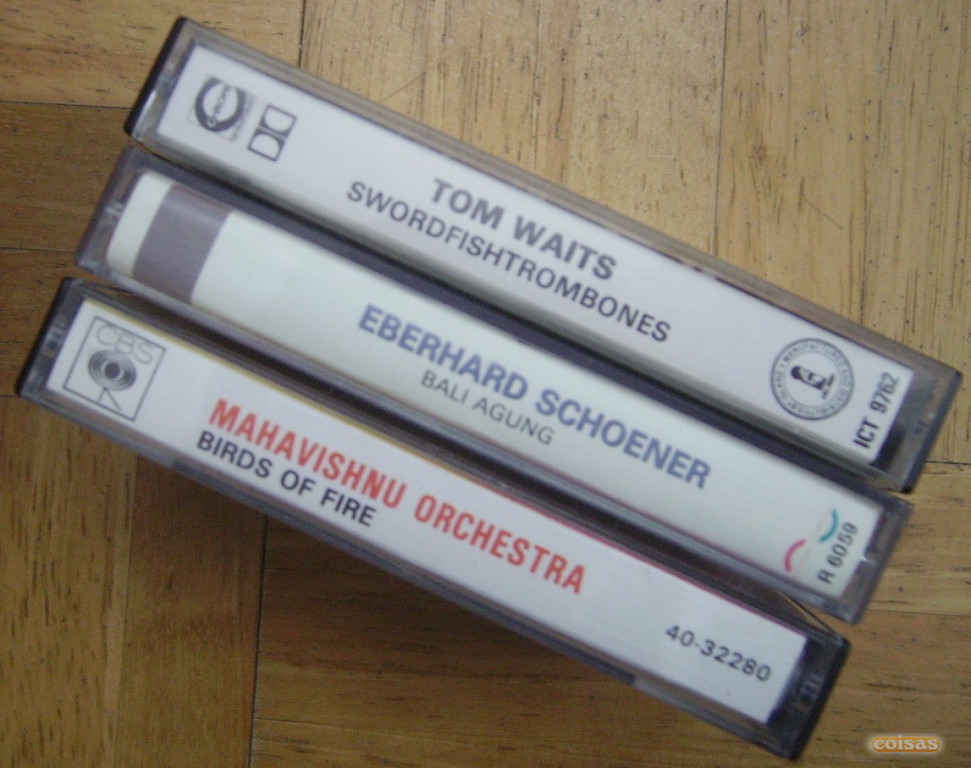 TOM WAITS
SWORDFISHTROMBONES
ICT 9762
EBERHARD SCHOENER
BALI AGUNG
R 6059
CBS
MAHAVISHNU ORCHESTRA
BIRDS OF FIRE
40-32280
coisas